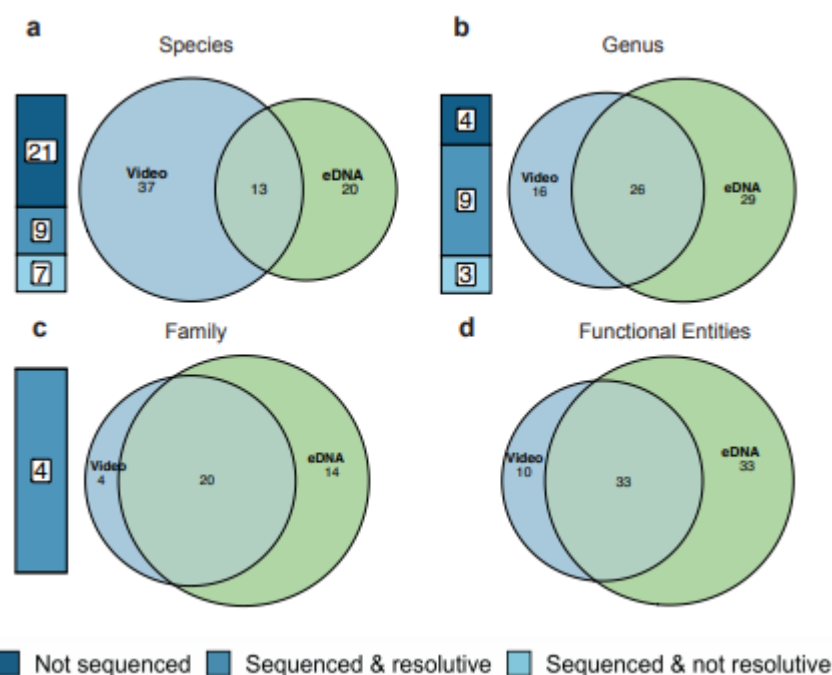 a
Species
21
9
7
Video
37
13
eDNA
20
b
Genus
4
9
3
Video
16
26
eDNA
29
c
Family
4
Video
4
20
eDNA
14
d
Functional Entities
Video
10
33
eDNA
33
Not sequenced
Sequenced & resolutive
Sequenced & not resolutive